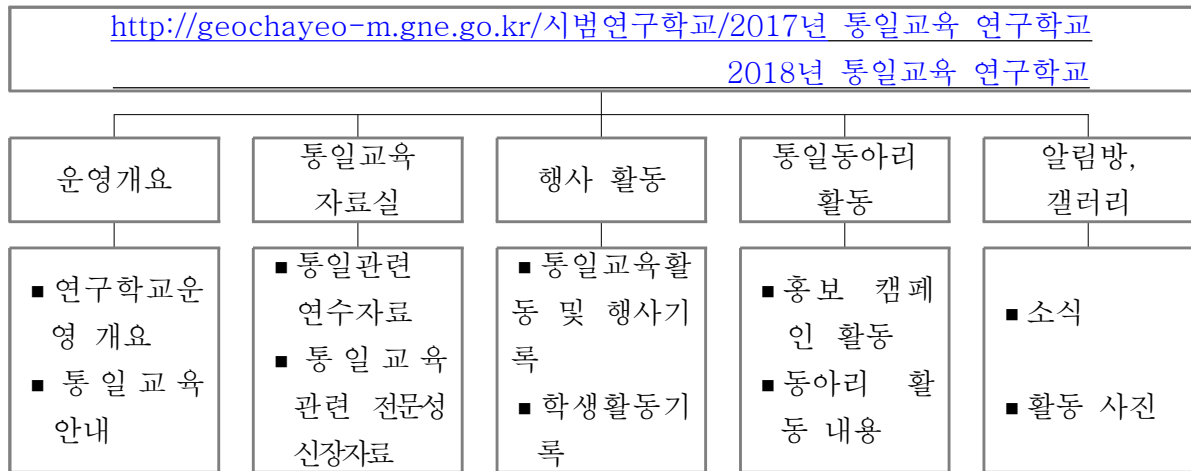 http://geochayeo-m.gne.go.kr/시범연구학교/2017년 통일교육 연구학교
2018년 통일교육 연구학교
운영개요
통일교육
자료실
행사 활동
통일동아리
활동
알림방,
갤러리
■ 연구학교운
영 개요
■ 통일교육
안내
■ 통일관련
연수자료
■ 통일교육
관련 전문성
신장자료
■ 통일교육활
동 및 행사기
록
■ 학생활동기
록
■ 홍보 캠페
인 활동
■ 동아리 활
동 내용
■ 소식
■ 활동 사진